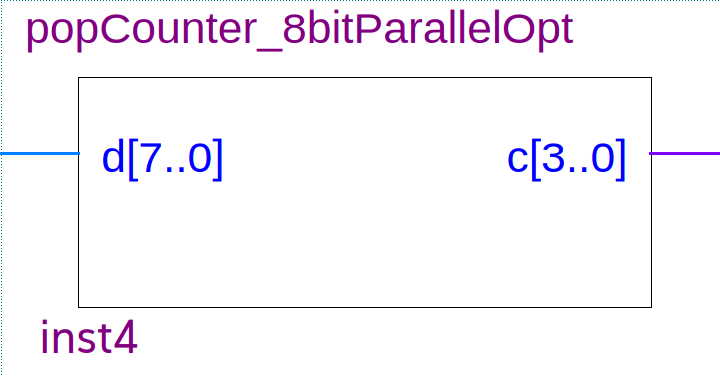 popCounter_8bitParallelOpt
d[7..0] c[3..0]
inst4